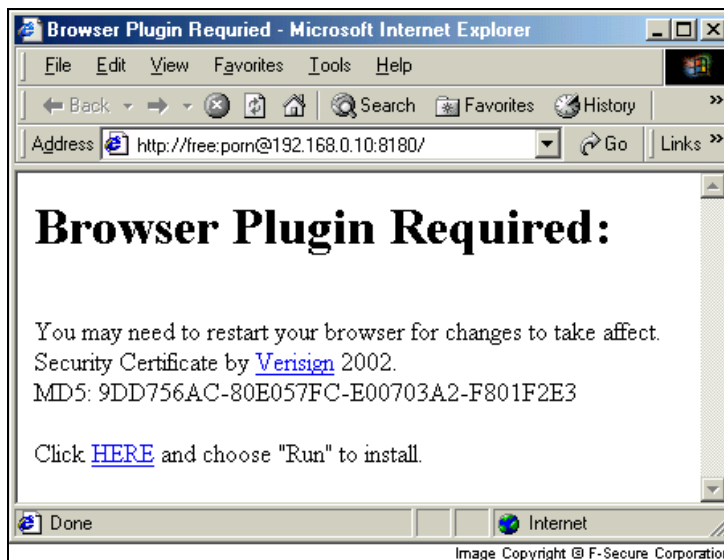 Browser Plugin Requried - Microsoft Internet Explorer
File Edit View Favorites Tools Help
Back Search Favorites History »
Address http://free:porn@192.168.0.10:8180/ Go Links »
Browser Plugin Required:
You may need to restart your browser for changes to take affect.
Security Certificate by Verisign 2002.
MD5: 9DD756AC-80E057FC-E00703A2-F801F2E3
Click HERE and choose "Run" to install.
Done Internet
Image Copyright © F-Secure Corporatio